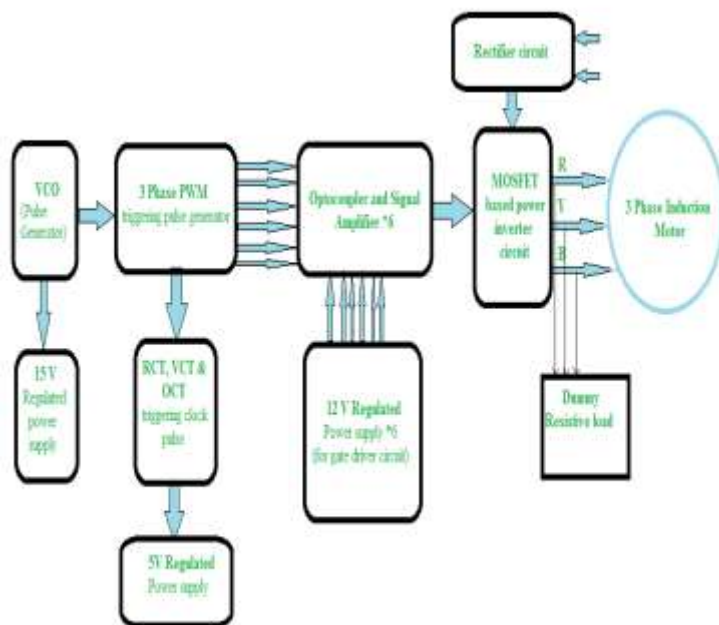 Rectifier circuit
VCO
(Pulse
Generator)
3 Phase PWM
triggering pulse generator
Optocoupler and Signal
Amplifier *6
MOSFET
based power
inverter
circuit
R
Y
B
3 Phase Induction
Motor
15 V
Regulated
power
supply
RCT, VCT &
OCT
triggering clock
pulse
12 V Regulated
Power supply *6
(for gate driver circuit)
Dummy
Resistive load
5V Regulated
Power supply